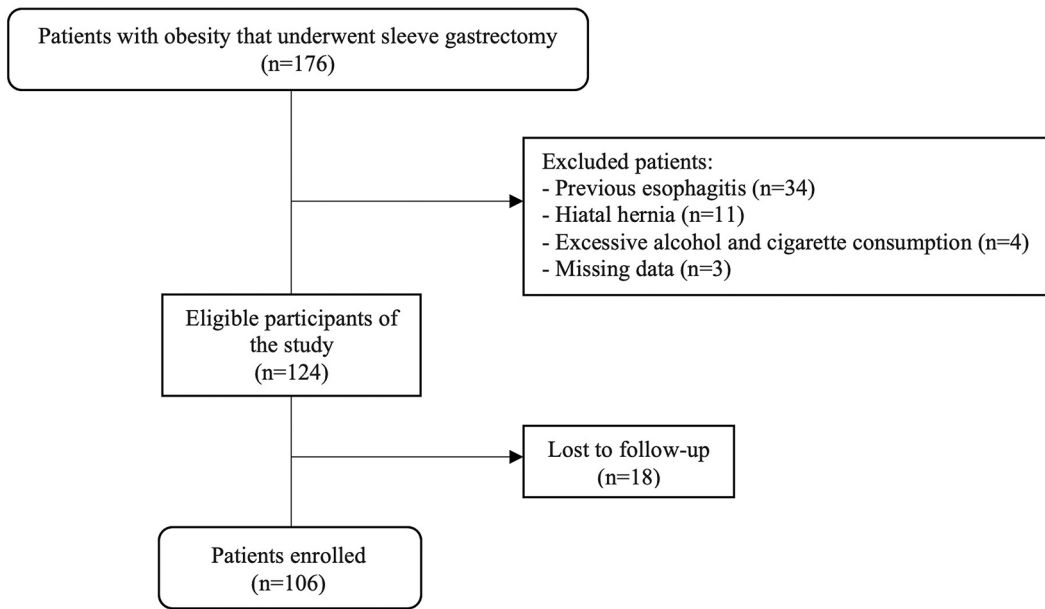 Patients with obesity that underwent sleeve gastrectomy
(n=176)
Excluded patients:
- Previous esophagitis (n=34)
- Hiatal hernia (n=11)
- Excessive alcohol and cigarette consumption (n=4)
- Missing data (n=3)
Eligible participants of
the study
(n=124)
Lost to follow-up
(n=18)
Patients enrolled
(n=106)